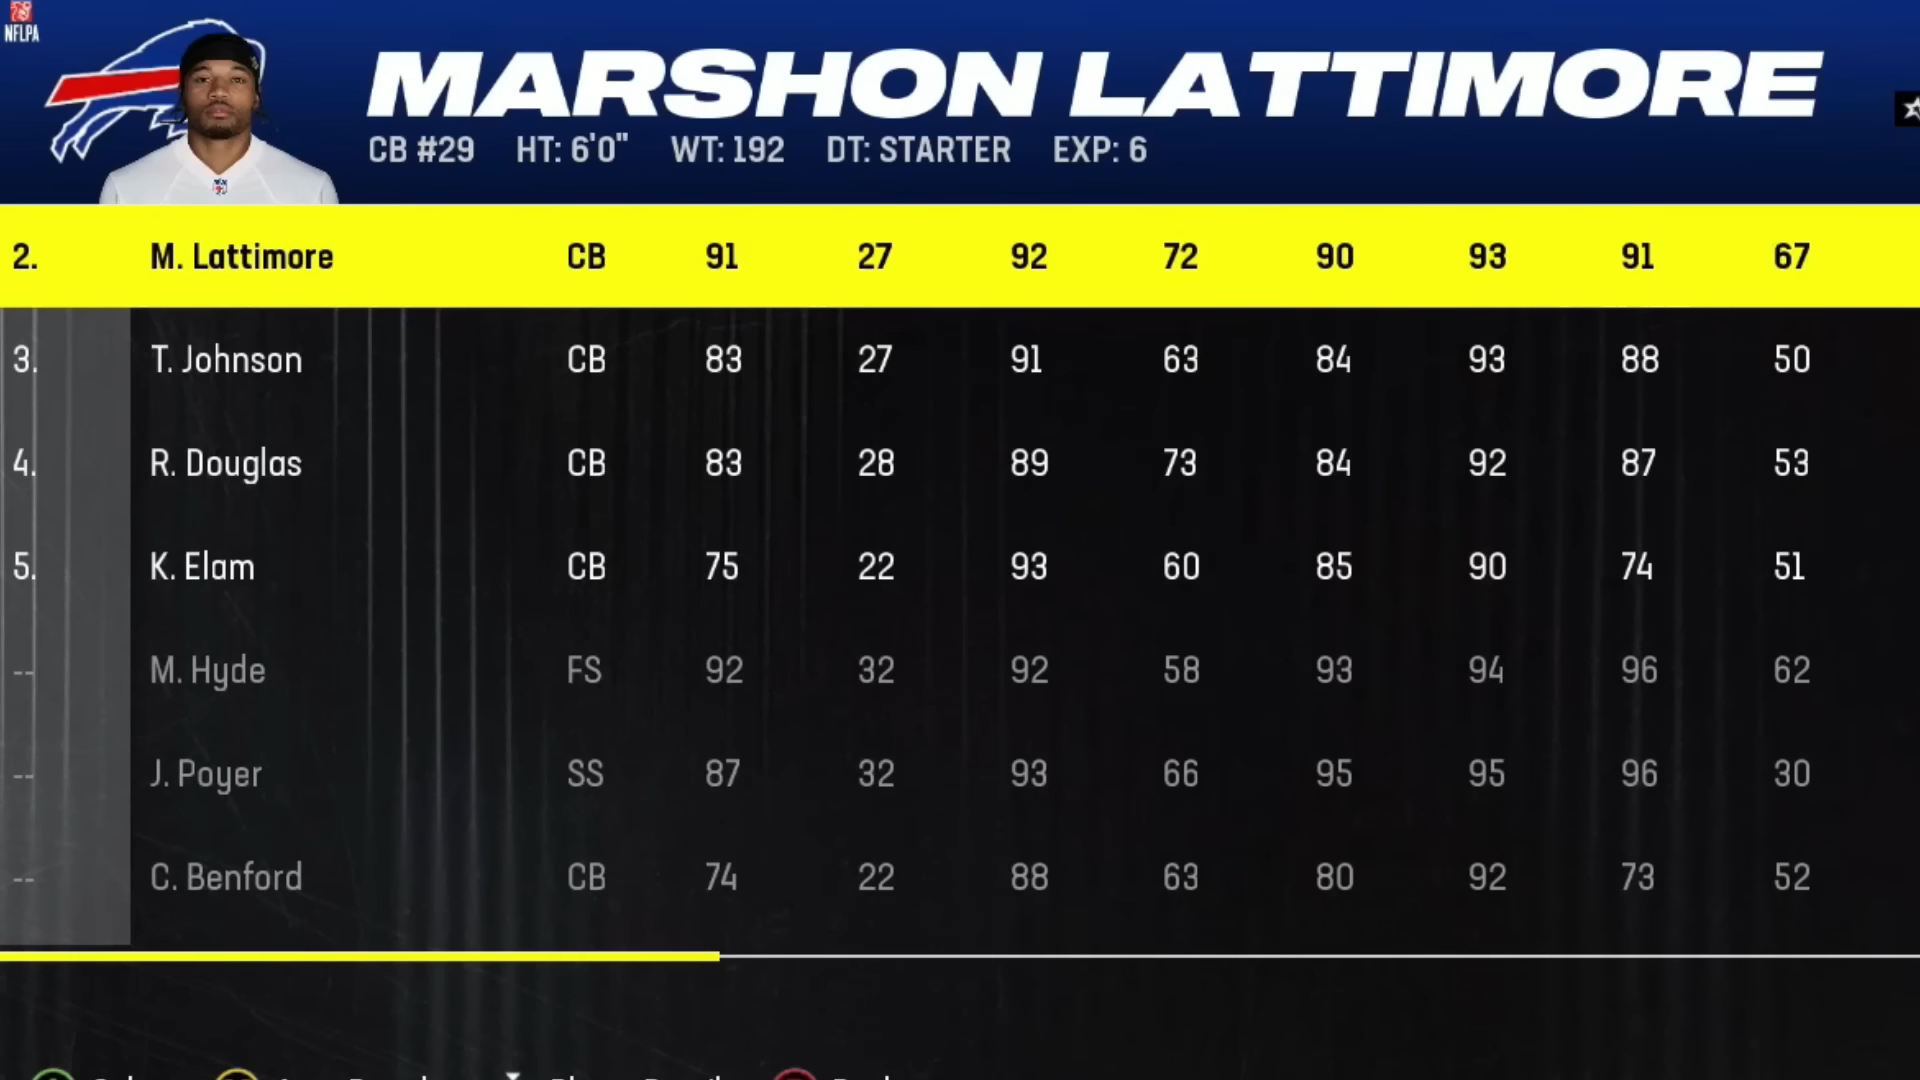 NFLPA
MARSHON LATTIMORE
CB #29 HT: 6'0" WT: 192 DT: STARTER EXP: 6
2. M. Lattimore CB 91 27 92 72 90 93 91 67
3. T. Johnson CB 83 27 91 63 84 93 88 50
4. R. Douglas CB 83 28 89 73 84 92 87 53
5. K. Elam CB 75 22 93 60 85 90 74 51
-- M. Hyde FS 92 32 92 58 93 94 96 62
-- J. Poyer SS 87 32 93 66 95 95 96 30
-- C. Benford CB 74 22 88 63 80 92 73 52